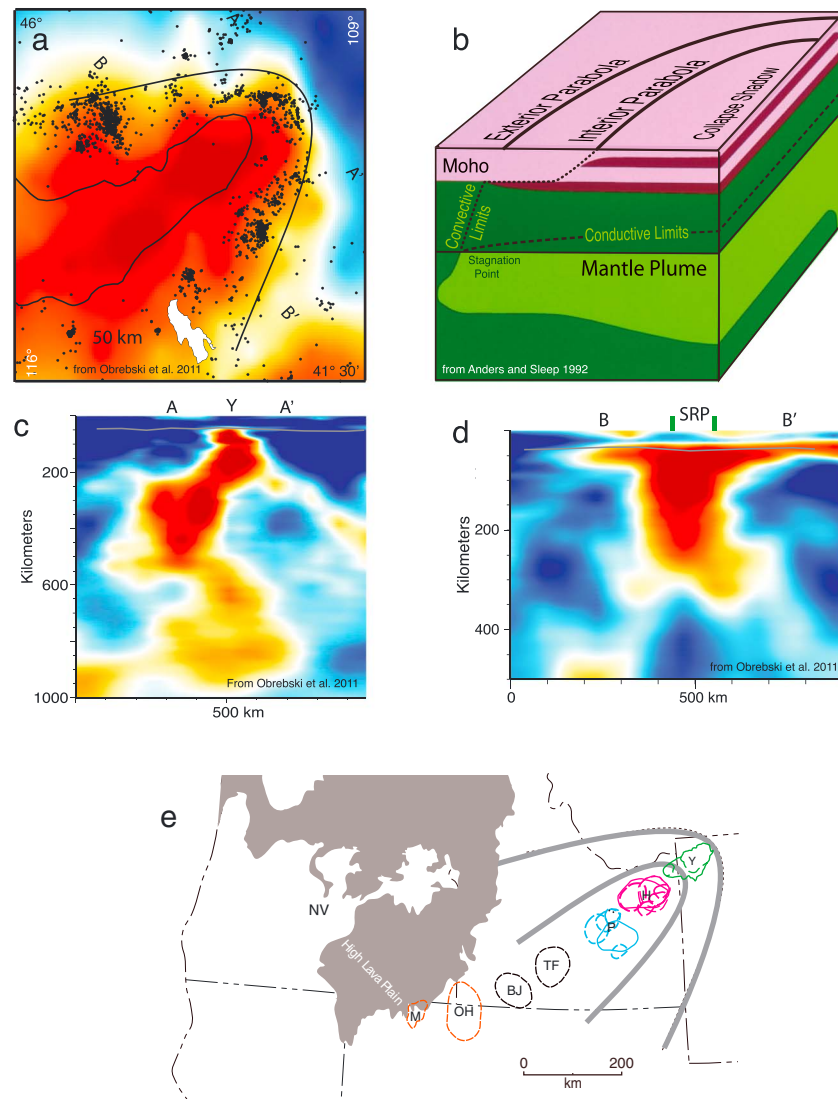 a
46°
109°
A
B
A'
B'
50 km
from Obrebski et al. 2011
116°
41° 30'
b
Exterior Parabola
Interior Parabola
Collapse Shadow
Moho
Convective
Limits
Conductive Limits
Stagnation
Point
Mantle Plume
from Anders and Sleep 1992
c
A
Y
A'
Kilometers
200
600
1000
From Obrebski et al. 2011
500 km
d
B
SRP
B'
Kilometers
200
400
from Obrebski et al. 2011
0
500 km
e
NV
High Lava Plain
M
OH
BJ
TF
P
H
Y
0
200
km